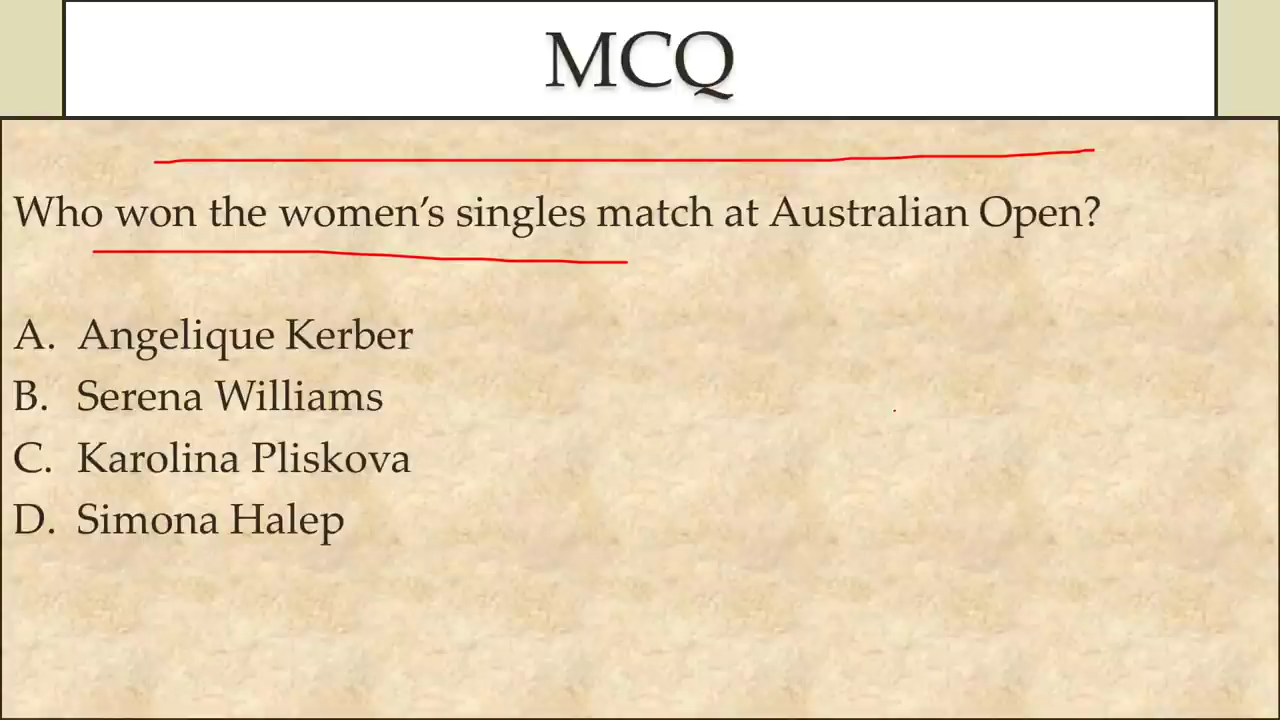 MCQ
Who won the women’s singles match at Australian Open?
A. Angelique Kerber
B. Serena Williams
C. Karolina Pliskova
D. Simona Halep